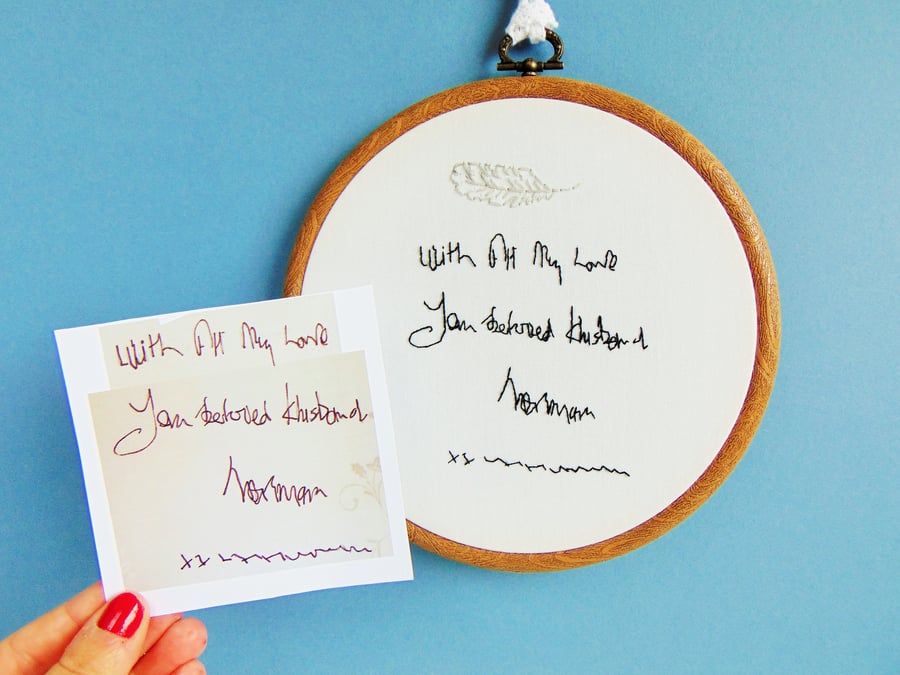 With All My Love
Your beloved Husband
Norman
xx
With All My Love
Your beloved Husband
Norman
xx